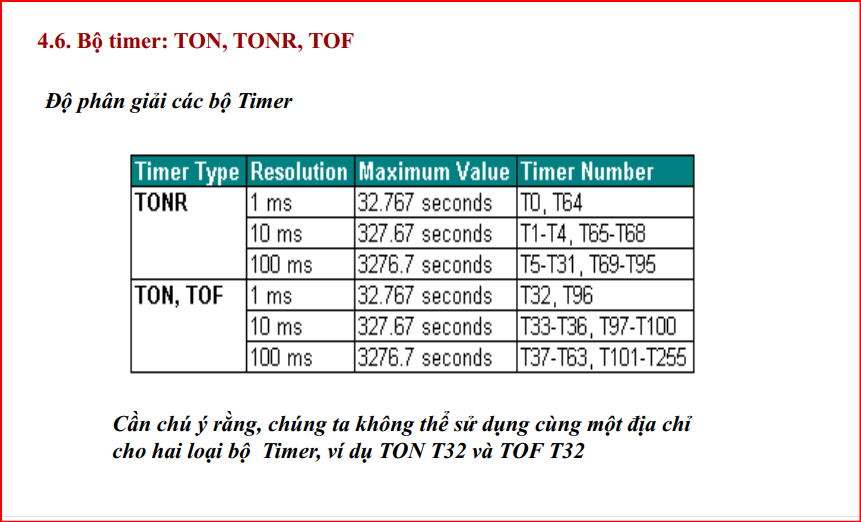 4.6. Bộ timer: TON, TONR, TOF
Độ phân giải các bộ Timer
Timer Type Resolution Maximum Value Timer Number
TONR 1 ms 32.767 seconds T0, T64
10 ms 327.67 seconds T1-T4, T65-T68
100 ms 3276.7 seconds T5-T31, T69-T95
TON, TOF 1 ms 32.767 seconds T32, T96
10 ms 327.67 seconds T33-T36, T97-T100
100 ms 3276.7 seconds T37-T63, T101-T255
Cần chú ý rằng, chúng ta không thể sử dụng cùng một địa chỉ
cho hai loại bộ Timer, ví dụ TON T32 và TOF T32